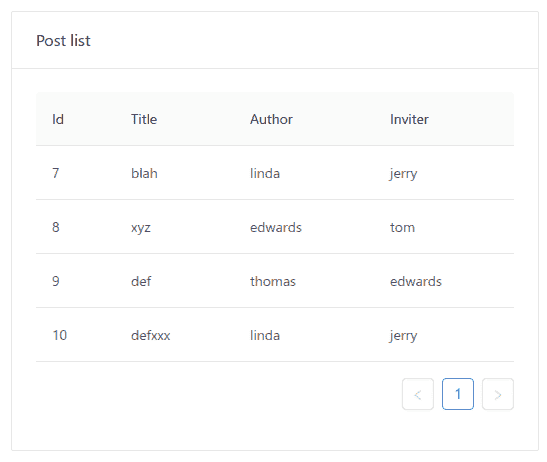 Post list
Id Title Author Inviter
7 blah linda jerry
8 xyz edwards tom
9 def thomas edwards
10 defxxx linda jerry
< 1 >